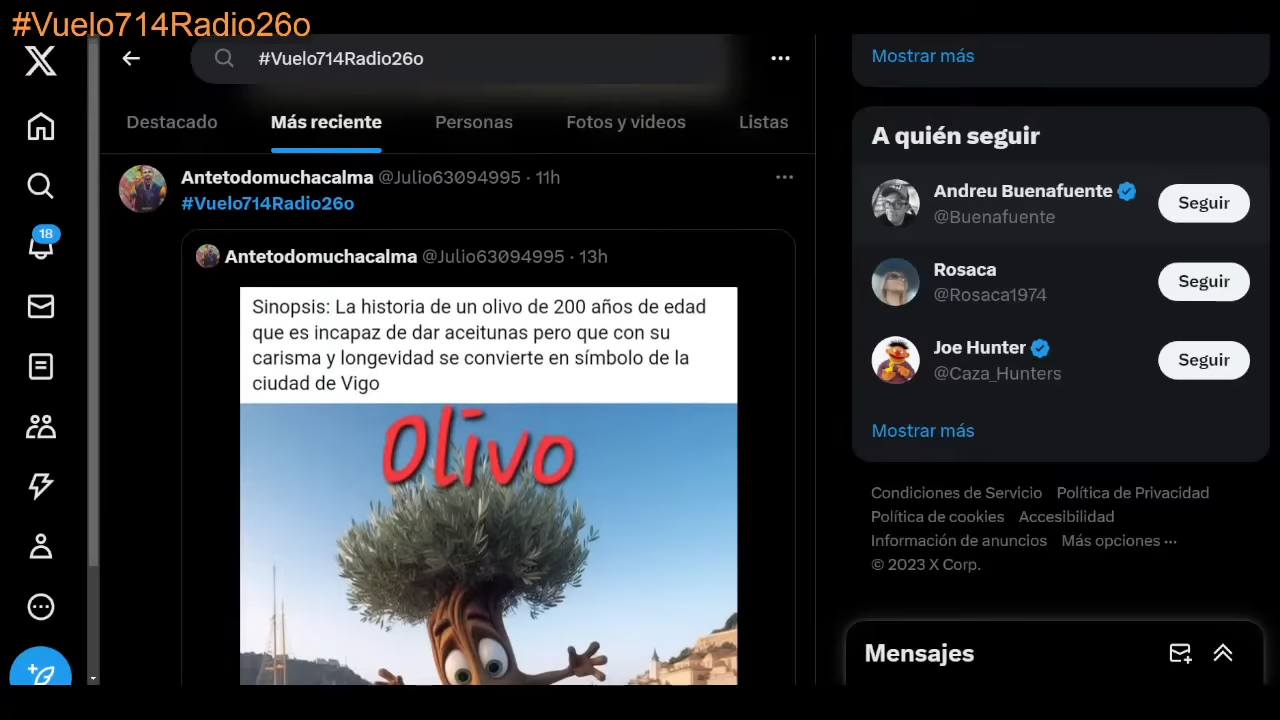 #Vuelo714Radio26o
#Vuelo714Radio26o
Destacado
Más reciente
Personas
Fotos y videos
Listas
Antetodomuchacalma @Julio63094995 · 11h
#Vuelo714Radio26o
Antetodomuchacalma @Julio63094995 · 13h
Sinopsis: La historia de un olivo de 200 años de edad
que es incapaz de dar aceitunas pero que con su
carisma y longevidad se convierte en símbolo de la
ciudad de Vigo
Olivo
18
Mostrar más
A quién seguir
Andreu Buenafuente
@Buenafuente
Seguir
Rosaca
@Rosaca1974
Seguir
Joe Hunter
@Caza_Hunters
Seguir
Mostrar más
Condiciones de Servicio Política de Privacidad
Política de cookies Accesibilidad
Información de anuncios Más opciones ···
© 2023 X Corp.
Mensajes